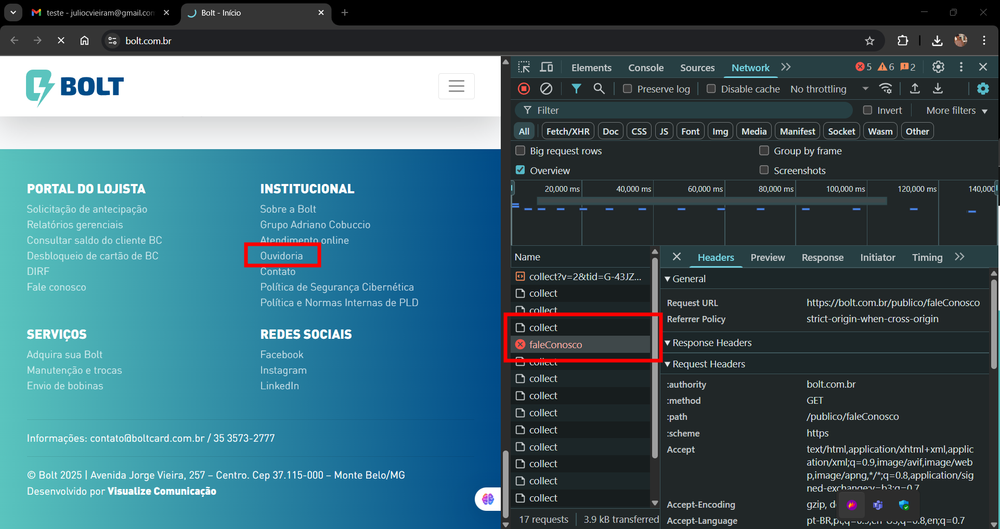 teste - juliocvieiram@gmail.com
Bolt - Início
bolt.com.br
BOLT
PORTAL DO LOJISTA
Solicitação de antecipação
Relatórios gerenciais
Consultar saldo do cliente BC
Desbloqueio de cartão de BC
DIRF
Fale conosco
INSTITUCIONAL
Sobre a Bolt
Grupo Adriano Cobuccio
Atendimento online
Ouvidoria
Contato
Política de Segurança Cibernética
Política e Normas Internas de PLD
SERVIÇOS
Adquira sua Bolt
Manutenção e trocas
Envio de bobinas
REDES SOCIAIS
Facebook
Instagram
LinkedIn
Informações: contato@boltcard.com.br / 35 3573-2777
© Bolt 2025 | Avenida Jorge Vieira, 257 – Centro. Cep 37.115-000 – Monte Belo/MG
Desenvolvido por Visualize Comunicação
Elements Console Sources Network 5 6 2
Preserve log Disable cache No throttling
Filter Invert More filters
All Fetch/XHR Doc CSS JS Font Img Media Manifest Socket Wasm Other
Big request rows Group by frame
Overview Screenshots
20,000 ms 40,000 ms 60,000 ms 80,000 ms 100,000 ms 120,000 ms 140,000
Name
collect?v=2&tid=G-43JZ...
collect
collect
collect
faleConosco
collect
collect
collect
collect
collect
collect
collect
collect
collect
17 requests 3.9 kB transferred
Headers Preview Response Initiator Timing
General
Request URL https://bolt.com.br/publico/faleConosco
Referrer Policy strict-origin-when-cross-origin
Response Headers
Request Headers
:authority bolt.com.br
:method GET
:path /publico/faleConosco
:scheme https
Accept text/html,application/xhtml+xml,applic
ation/xml;q=0.9,image/avif,image/web
p,image/apng,*/*;q=0.8,application/sig
ned-exchange;v=b3;q=0.7
Accept-Encoding gzip,
Accept-Language pt-BR,pt;q=0.9,en-US;q=0.8,en;q=0.7